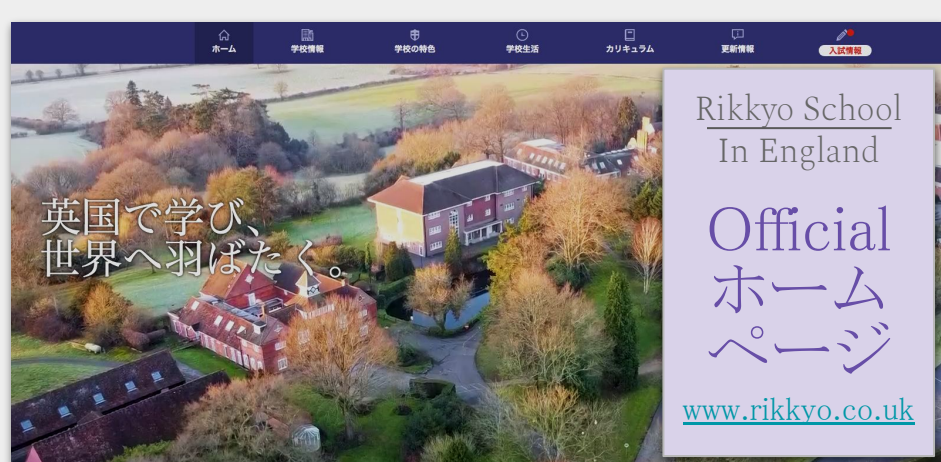 ホーム
学校情報
学校の特色
学校生活
カリキュラム
更新情報
入試情報
英国で学び、
世界へ羽ばたく。
Rikkyo School
In England
Official
ホーム
ページ
www.rikkyo.co.uk